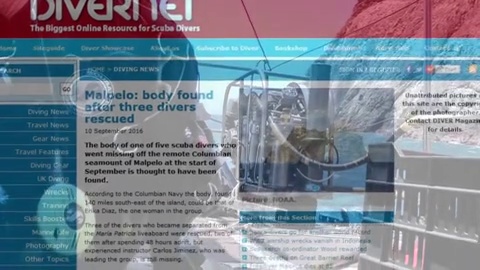 DIVERNET
The Biggest Online Resource for Scuba Divers
Home
Diver Showcase
About us
Subscribe to Diver
Bookshop
SEARCH
GO
HOME > DIVING NEWS
Diving News
Travel News
Gear News
Travel Features
Diving Gear
UK Diving
Wrecks
Training
Skills Booster
Marine Life
Photography
Other Topics
Malpelo: body found
after three divers
rescued
10 September 2016
The body of one of five scuba divers who
went missing off the remote Columbian
seamount of Malpelo at the start of
September is thought to have been
found.
According to the Columbian Navy the body, found
140 miles south-east of the island, could be that of
Erika Diaz, the one woman in the group.
Three of the divers who became separated from
the Maria Patricia liveaboard were rescued, two of
them after spending 48 hours adrift, but
experienced instructor Carlos Jimenez, who was
leading the group is still missing.
Picture: NOAA.
from this Section
Unattributed pictures on
this site are the copyright
of the photographer.
Contact DIVER Magazine
for details